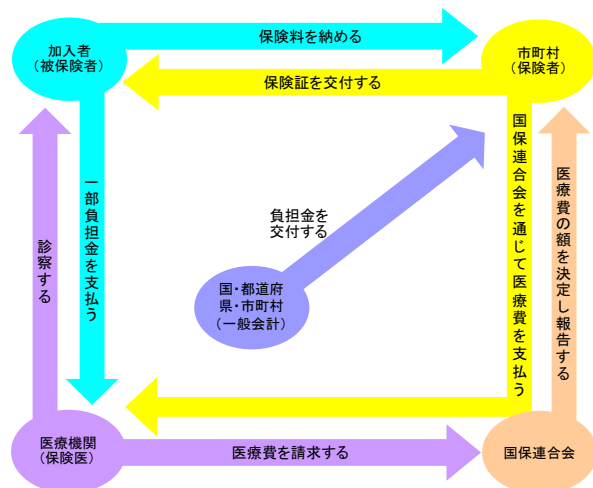 加入者
（被保険者）
保険料を納める
市町村
（保険者）
保険証を交付する
国保連合会を通じて医療費を支払う
医療費の額を決定し報告する
一部負担金を支払う
診察する
負担金を
交付する
国・都道府
県・市町村
（一般会計）
医療機関
（保険医）
医療費を請求する
国保連合会